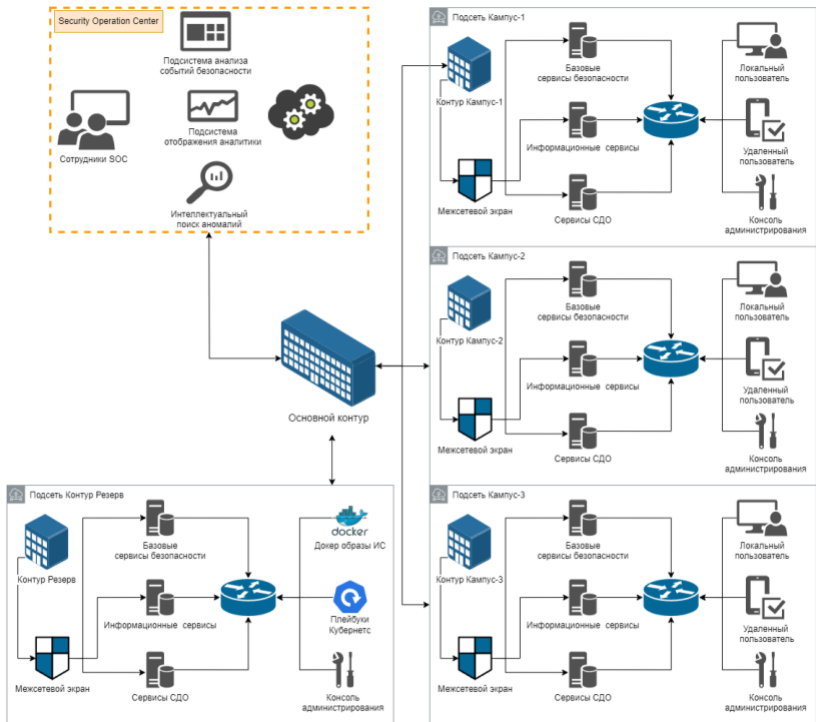 Security Operation Center
Подсистема анализа
событий безопасности
Сотрудники SOC
Подсистема
отображения аналитики
Интеллектуальный
поиск аномалий
Основной контур
Подсеть Кампус-1
Контур Кампус-1
Базовые
сервисы безопасности
Локальный
пользователь
Информационные сервисы
Удаленный
пользователь
Межсетевой экран
Сервисы СДО
Консоль
администрирования
Подсеть Кампус-2
Контур Кампус-2
Базовые
сервисы безопасности
Локальный
пользователь
Информационные сервисы
Удаленный
пользователь
Межсетевой экран
Сервисы СДО
Консоль
администрирования
Подсеть Контур Резерв
Контур Резерв
Базовые
сервисы безопасности
docker
Докер образы ИС
Информационные сервисы
Плейбуки
Кубернетс
Межсетевой экран
Сервисы СДО
Консоль
администрирования
Подсеть Кампус-3
Контур Кампус-3
Базовые
сервисы безопасности
Локальный
пользователь
Информационные сервисы
Удаленный
пользователь
Межсетевой экран
Сервисы СДО
Консоль
администрирования